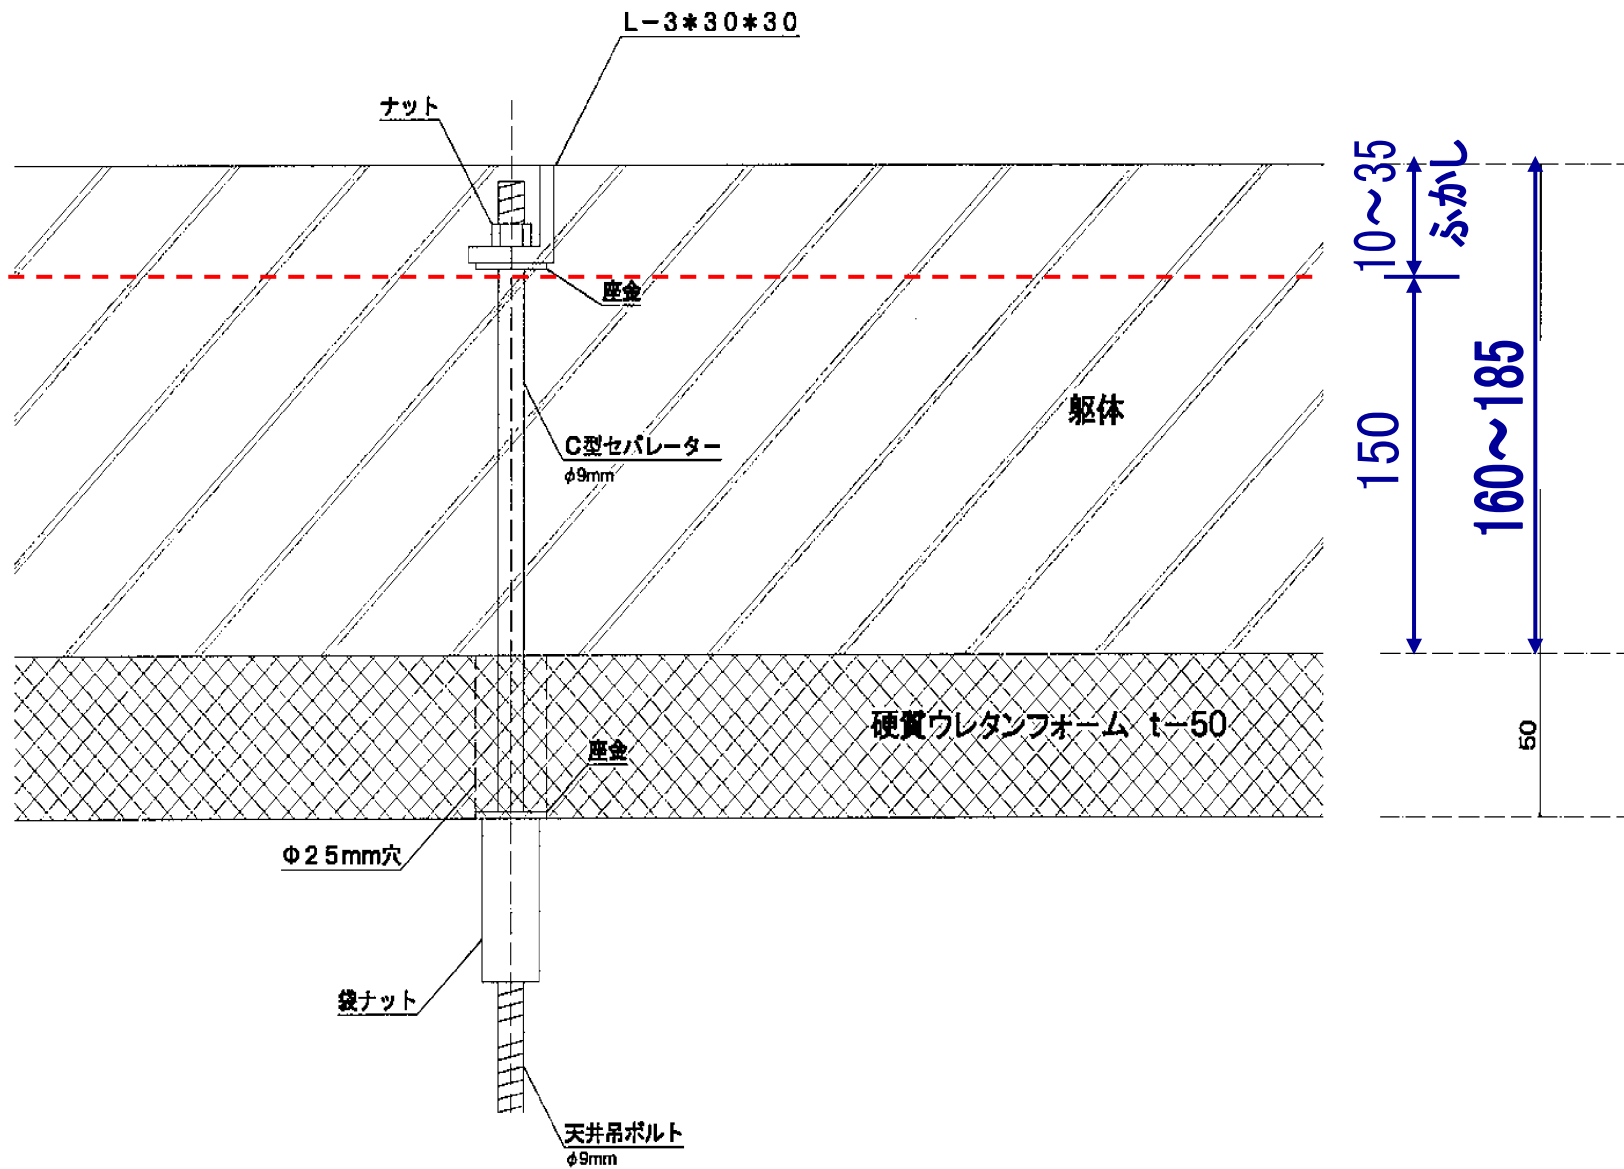 L-3*30*30
ナット
10~35
ふかし
座金
160~185
躯体
150
C型セパレーター
φ9mm
硬質ウレタンフォーム t-50
50
座金
Φ25mm穴
袋ナット
天井吊ボルト
φ9mm